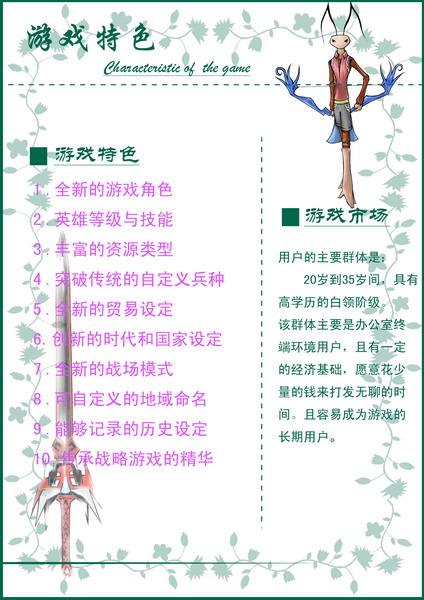 游戏特色
Characteristic of the game
游戏特色
1.全新的游戏角色
2.英雄等级与技能
3.丰富的资源类型
4.突破传统的自定义兵种
5.全新的贸易设定
6.创新的时代和国家设定
7.全新的战场模式
8.可自定义的地域命名
9.能够记录的历史设定
10.传承战略游戏的精华
游戏市场
用户的主要群体是:
20岁到35岁间，具有
高学历的白领阶级。
该群体主要是办公室终
端环境用户，且有一定
的经济基础，愿意花少
量的钱来打发无聊的时
间。且容易成为游戏的
长期用户。